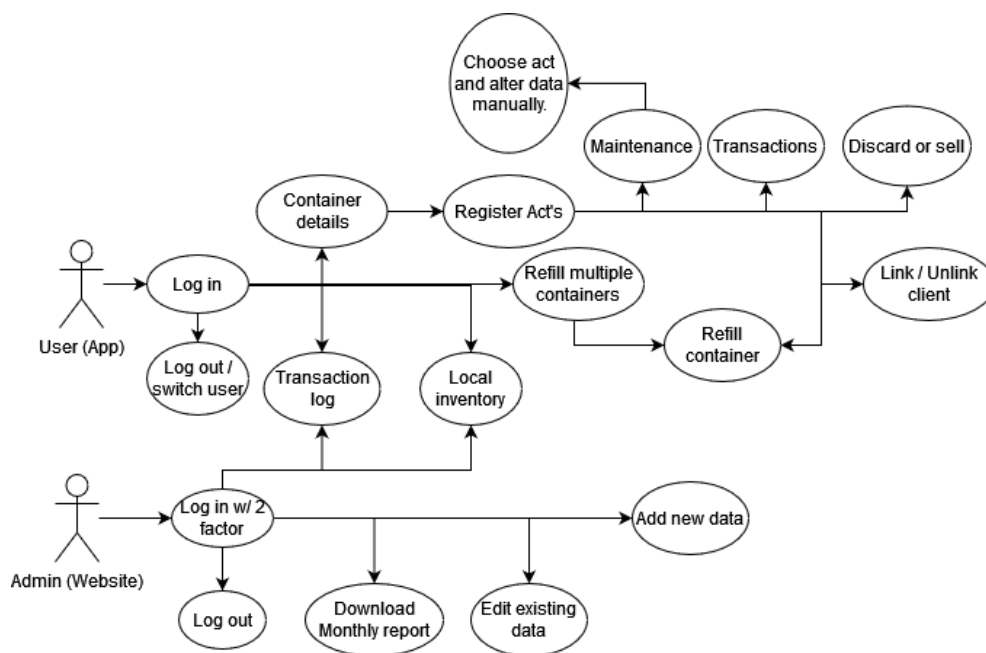 Choose act
and alter data
manually.
Maintenance
Transactions
Discard or sell
Container
details
Register Act's
User (App)
Log in
Refill multiple
containers
Link / Unlink
client
Log out /
switch user
Transaction
log
Local
inventory
Refill
container
Admin (Website)
Log in w/ 2
factor
Add new data
Log out
Download
Monthly report
Edit existing
data